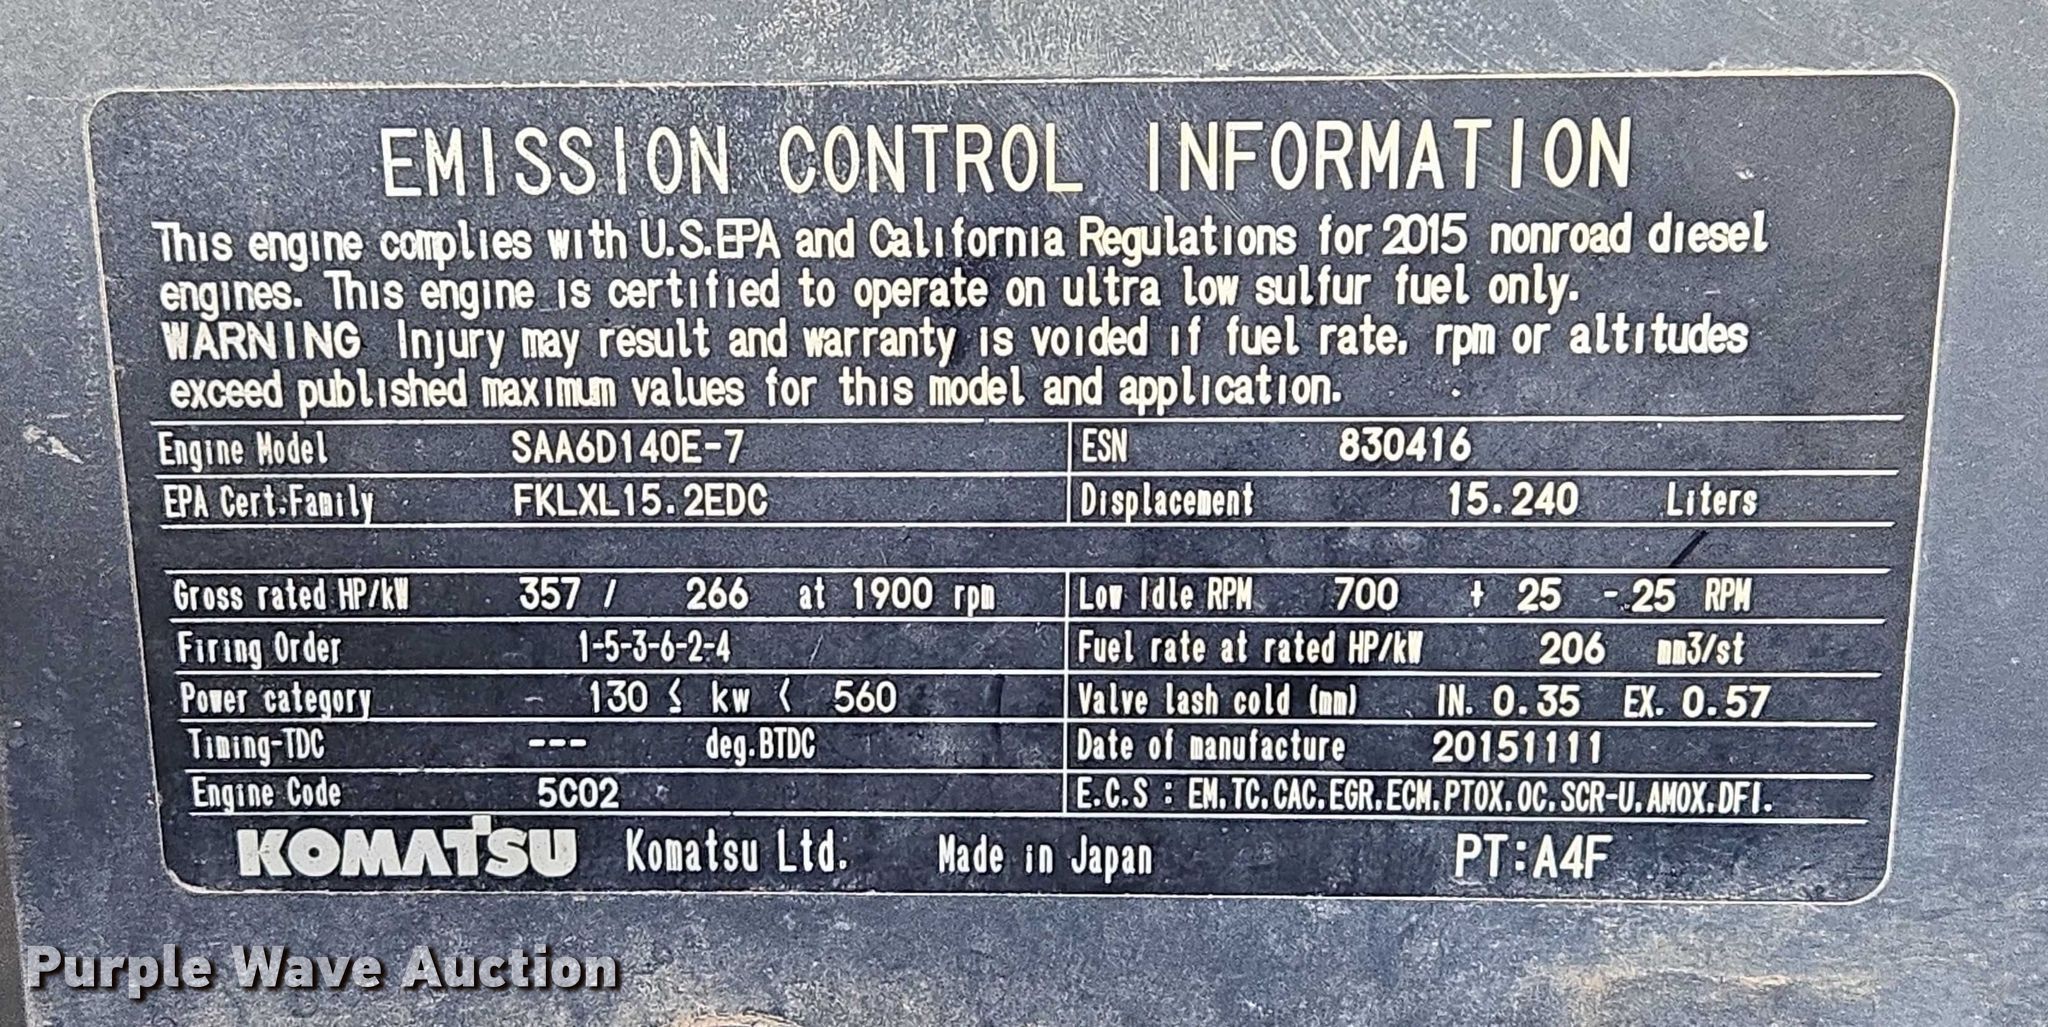 EMISSION CONTROL INFORMATION
This engine complies with U.S.EPA and California Regulations for 2015 nonroad diesel
engines. This engine is certified to operate on ultra low sulfur fuel only.
WARNING Injury may result and warranty is voided if fuel rate, rpm or altitudes
exceed published maximum values for this model and application.
Engine Model SAA6D140E-7 ESN 830416
EPA Cert.Family FKLXL15.2EDC Displacement 15.240 Liters
Gross rated HP/kW 357 / 266 at 1900 rpm Low Idle RPM 700 + 25 - 25 RPM
Firing Order 1-5-3-6-2-4 Fuel rate at rated HP/kW 206 mm3/st
Power category 130 ≤ kw < 560 Valve lash cold (mm) IN. 0.35 EX. 0.57
Timing-TDC --- deg.BTDC Date of manufacture 20151111
Engine Code 5C02 E.C.S : EM.TC.CAC.EGR.ECM.PTOX.OC.SCR-U.AMOX.DFI.
KOMATSU Komatsu Ltd. Made in Japan PT:A4F
Purple Wave Auction